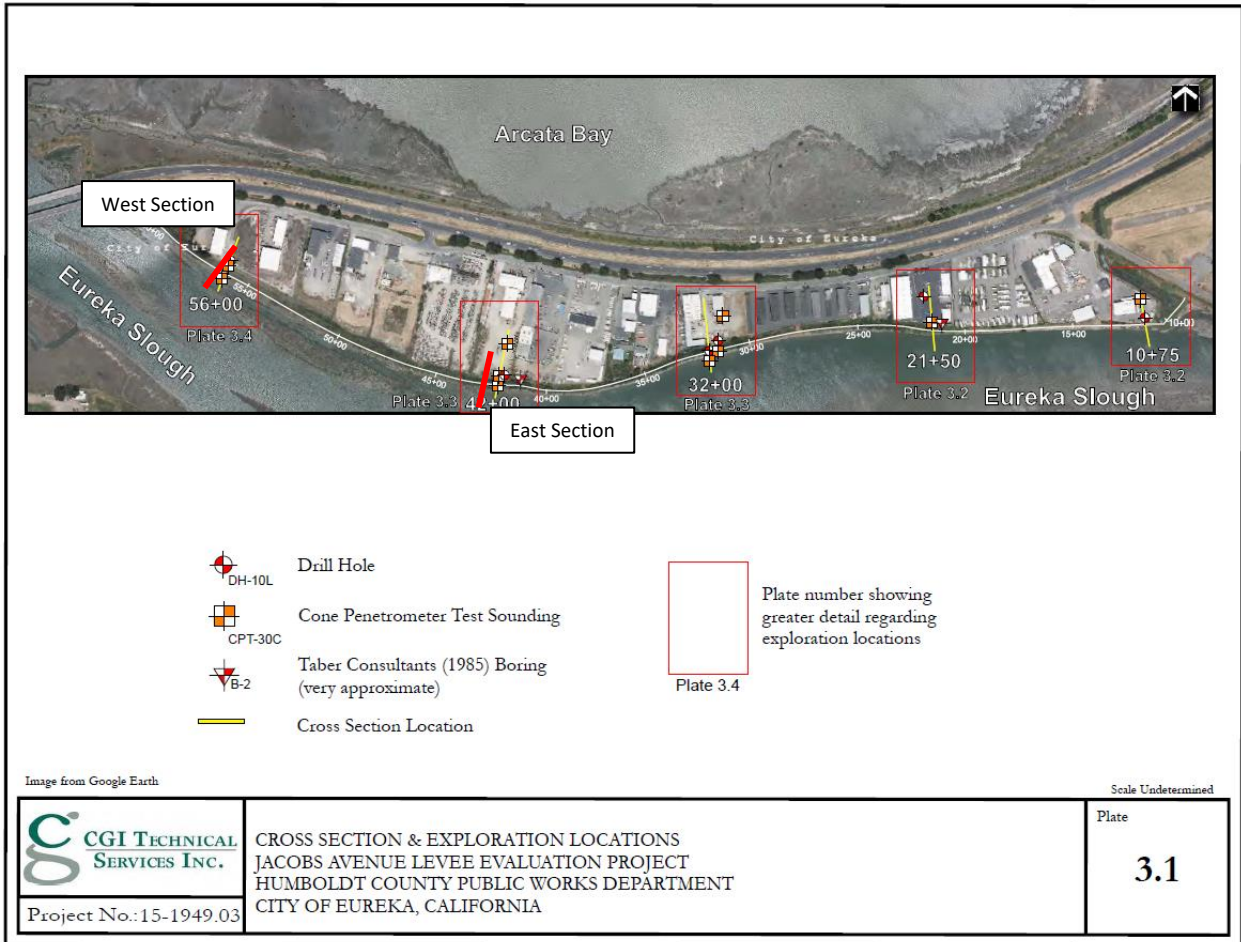 Arcata Bay
West Section
City of Eur
City of Eureka
Eureka Slough
56+00
55+00
Plate 3.4
50+00
45+00
Plate 3.3
42+00
40+00
35+00
32+00
Plate 3.3
30+00
25+00
21+50
20+00
Plate 3.2
15+00
10+75
10+00
Plate 3.2
Eureka Slough
East Section
DH-10L
Drill Hole
CPT-30C
Cone Penetrometer Test Sounding
B-2
Taber Consultants (1985) Boring
(very approximate)
Cross Section Location
Plate number showing
greater detail regarding
exploration locations
Plate 3.4
Image from Google Earth
Scale Undetermined
CGI TECHNICAL
SERVICES INC.
Project No.:15-1949.03
CROSS SECTION & EXPLORATION LOCATIONS
JACOBS AVENUE LEVEE EVALUATION PROJECT
HUMBOLDT COUNTY PUBLIC WORKS DEPARTMENT
CITY OF EUREKA, CALIFORNIA
Plate
3.1